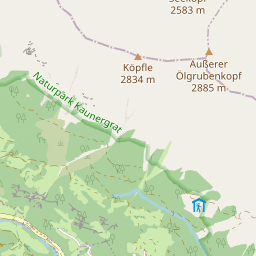 Seekopf
2583 m
Köpfle
2834 m
Äußerer
Ölgrubenkopf
2885 m
Naturpark Kaunergrat